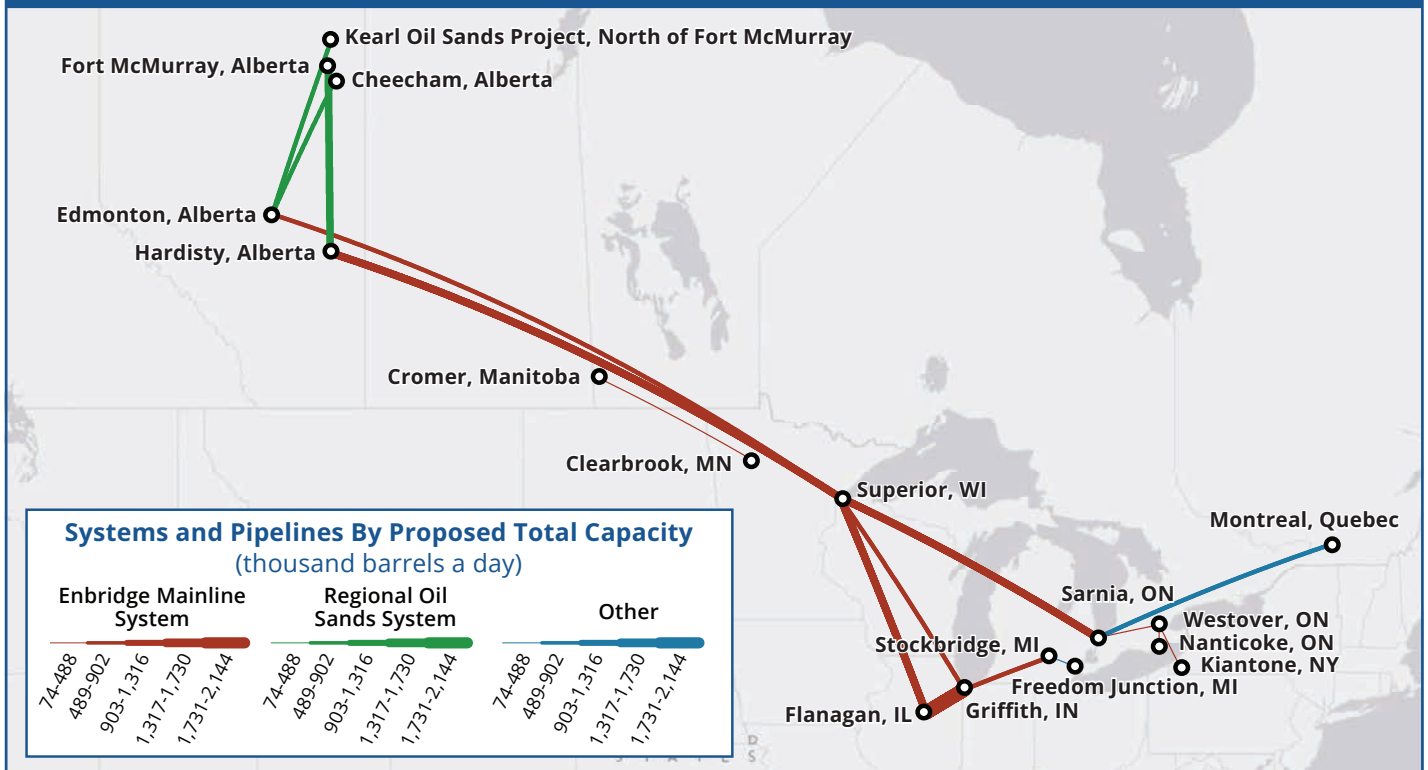 Kearl Oil Sands Project, North of Fort McMurray
Fort McMurray, Alberta
Cheecham, Alberta
Edmonton, Alberta
Hardisty, Alberta
Cromer, Manitoba
Clearbrook, MN
Superior, WI
Montreal, Quebec
Sarnia, ON
Westover, ON
Stockbridge, MI
Nanticoke, ON
Kiantone, NY
Freedom Junction, MI
Flanagan, IL
Griffith, IN
Systems and Pipelines By Proposed Total Capacity
(thousand barrels a day)
Enbridge Mainline
System
74-488
489-902
903-1,316
1,317-1,730
1,731-2,144
Regional Oil
Sands System
74-488
489-902
903-1,316
1,317-1,730
1,731-2,144
Other
74-488
489-902
903-1,316
1,317-1,730
1,731-2,144